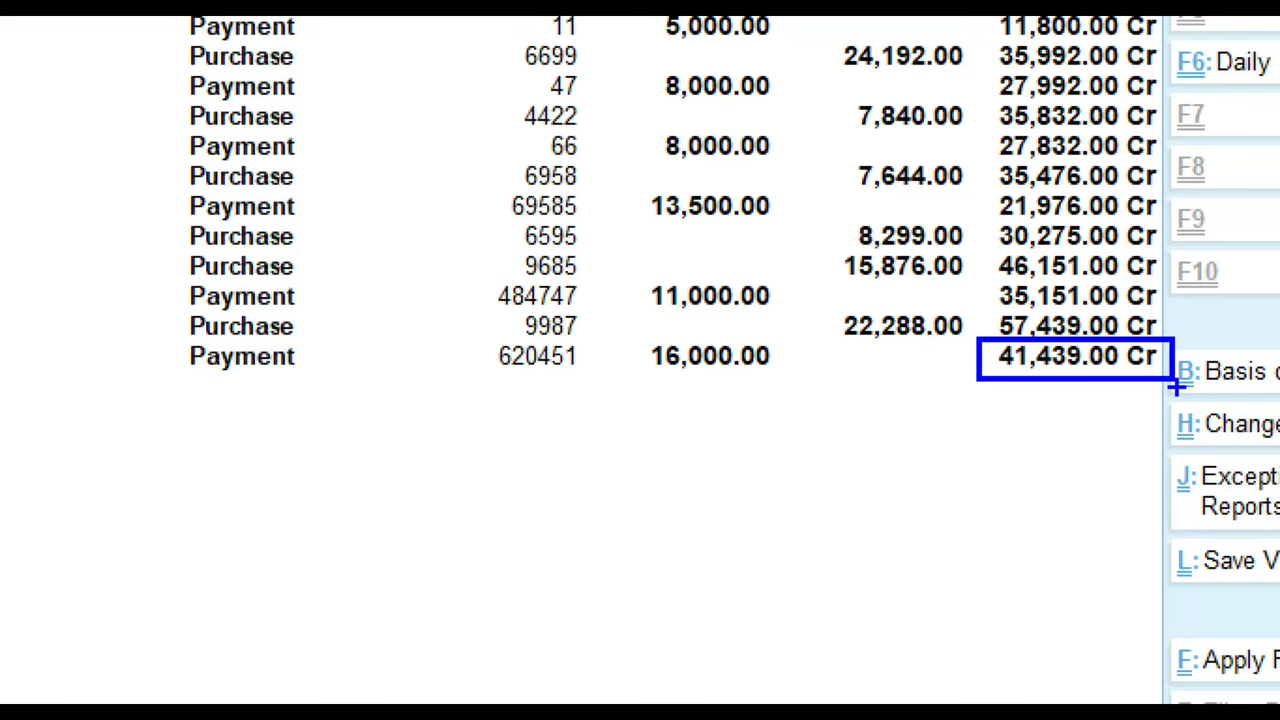 Payment 11 5,000.00 11,800.00 Cr
Purchase 6699 24,192.00 35,992.00 Cr
Payment 47 8,000.00 27,992.00 Cr
Purchase 4422 7,840.00 35,832.00 Cr
Payment 66 8,000.00 27,832.00 Cr
Purchase 6958 7,644.00 35,476.00 Cr
Payment 69585 13,500.00 21,976.00 Cr
Purchase 6595 8,299.00 30,275.00 Cr
Purchase 9685 15,876.00 46,151.00 Cr
Payment 484747 11,000.00 35,151.00 Cr
Purchase 9987 22,288.00 57,439.00 Cr
Payment 620451 16,000.00 41,439.00 Cr
F6: Daily
F7
F8
F9
F10
B: Basis
H: Change
J: Excepti
Reports
L: Save V
F: Apply F